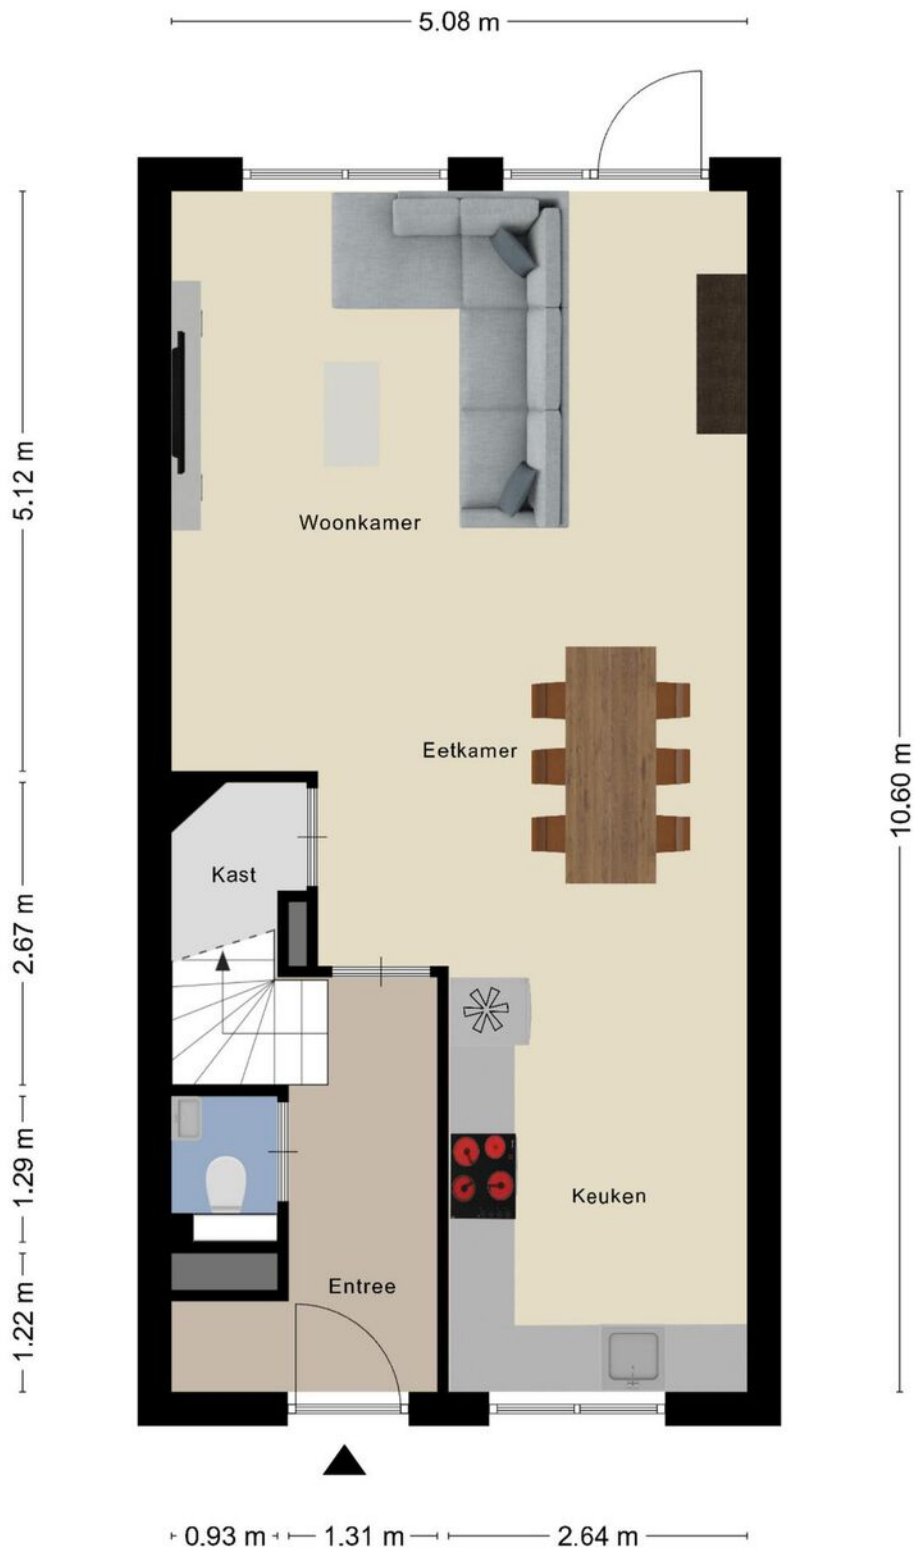 5.08 m
5.12 m
Woonkamer
Eetkamer
10.60 m
Kast
2.67 m
1.29 m
Keuken
1.22 m
Entree
0.93 m
1.31 m
2.64 m